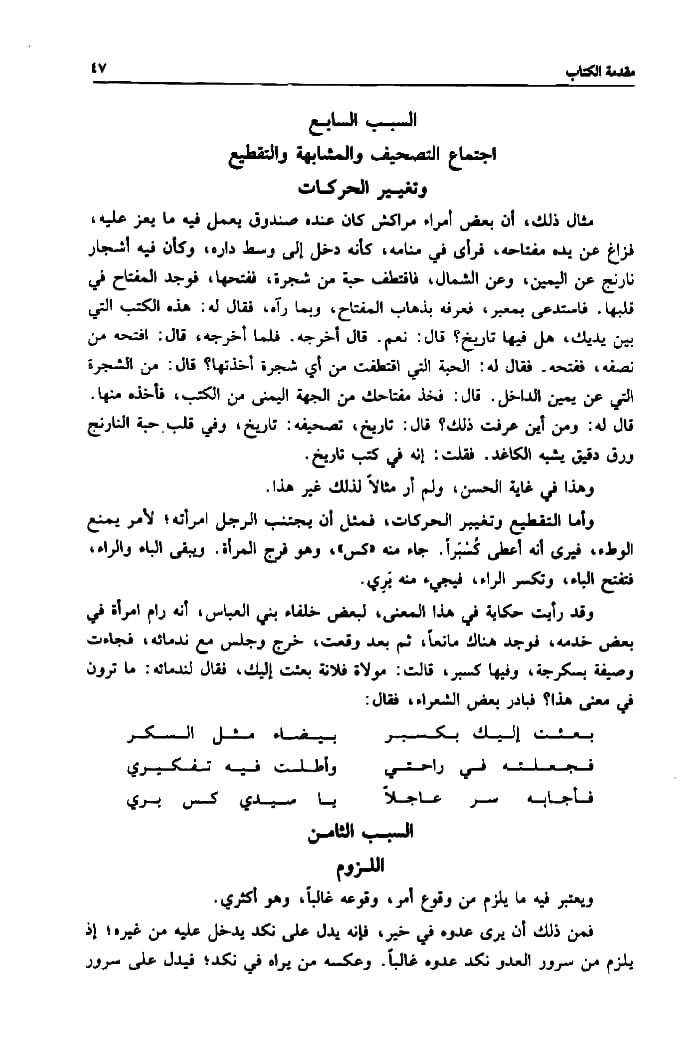 مقدمة الكتاب ٤٧
السبب السابع
اجتماع التصحيف والمشابهة والتقطيع
وتغيير الحركات
مثال ذلك، أن بعض أمراء مراكش كان عنده صندوق يعمل فيه ما يعز عليه،
فزاغ عن يده مفتاحه، فرأى في منامه، كأنه دخل إلى وسط داره، وكأن فيه أشجار
نارنج عن اليمين، وعن الشمال، فاقتطف حبة من شجرة، ففتحها، فوجد المفتاح في
قلبها. فاستدعى بمعبر، فعرفه بذهاب المفتاح، وبما رآه، فقال له: هذه الكتب التي
بين يديك، هل فيها تاريخ؟ قال: نعم. قال أخرجه. فلما أخرجه، قال: افتحه من
نصفه، ففتحه. فقال له: الحبة التي اقتطفت من أي شجرة أخذتها؟ قال: من الشجرة
التي عن يمين الداخل. قال: فخذ مفتاحك من الجهة اليمنى من الكتب، فأخذه منها.
قال له: ومن أين عرفت ذلك؟ قال: تاريخ، تصحيفه: تاريخ، وفي قلب حبة النارنج
ورق دقيق يشبه الكاغد. فقلت: إنه في كتب تاريخ.
وهذا في غاية الحسن، ولم أر مثالاً لذلك غير هذا.
وأما التقطيع وتغيير الحركات، فمثل أن يجتنب الرجل امرأته؛ لأمر يمنع
الوطء، فيرى أنه أعطى كُسْبَراً. جاء منه «كس»، وهو فرج المرأة. ويبقى الباء والراء،
فتفتح الباء، وتكسر الراء، فيجيء منه بَرِي.
وقد رأيت حكاية في هذا المعنى، لبعض خلفاء بني العباس، أنه رام امرأة في
بعض خدمه، فوجد هناك مانعاً، ثم بعد وقعت، خرج وجلس مع ندمائه، فجاءت
وصيفة بسكرجة، وفيها كسبر، قالت: مولاة فلانة بعثت إليك، فقال لندمائه: ما ترون
في معنى هذا؟ فبادر بعض الشعراء، فقال:
بعثت إليك بكسبر بيضاء مثل السكر
فجعلته في راحتي وأطلت فيه تفكيري
فأجابه سر عاجلاً يا سيدي كس بري
السبب الثامن
اللزوم
ويعتبر فيه ما يلزم من وقوع أمر، وقوعه غالباً، وهو أكثري.
فمن ذلك أن يرى عدوه في خير، فإنه يدل على نكد يدخل عليه من غيره؛ إذ
يلزم من سرور العدو نكد عدوه غالباً. وعكسه من يراه في نكد؛ فيدل على سرور